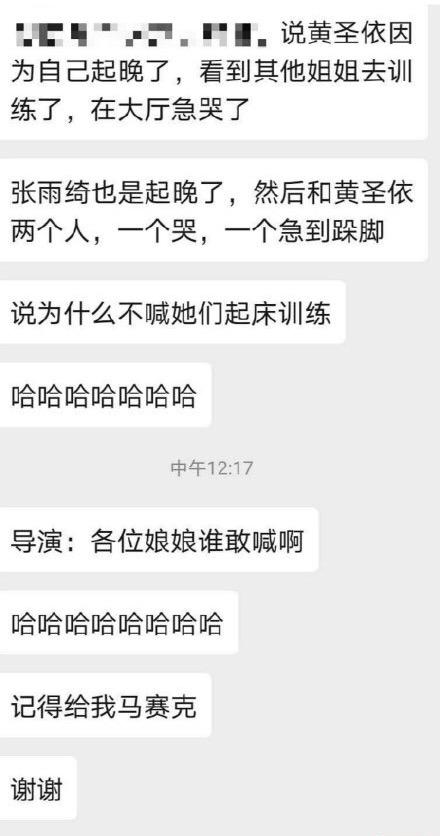 说黄圣依因
为自己起晚了，看到其他姐姐去训
练了，在大厅急哭了
张雨绮也是起晚了，然后和黄圣依
两个人，一个哭，一个急到跺脚
说为什么不喊她们起床训练
哈哈哈哈哈哈哈
中午12:17
导演：各位娘娘谁敢喊啊
哈哈哈哈哈哈哈哈
记得给我马赛克
谢谢